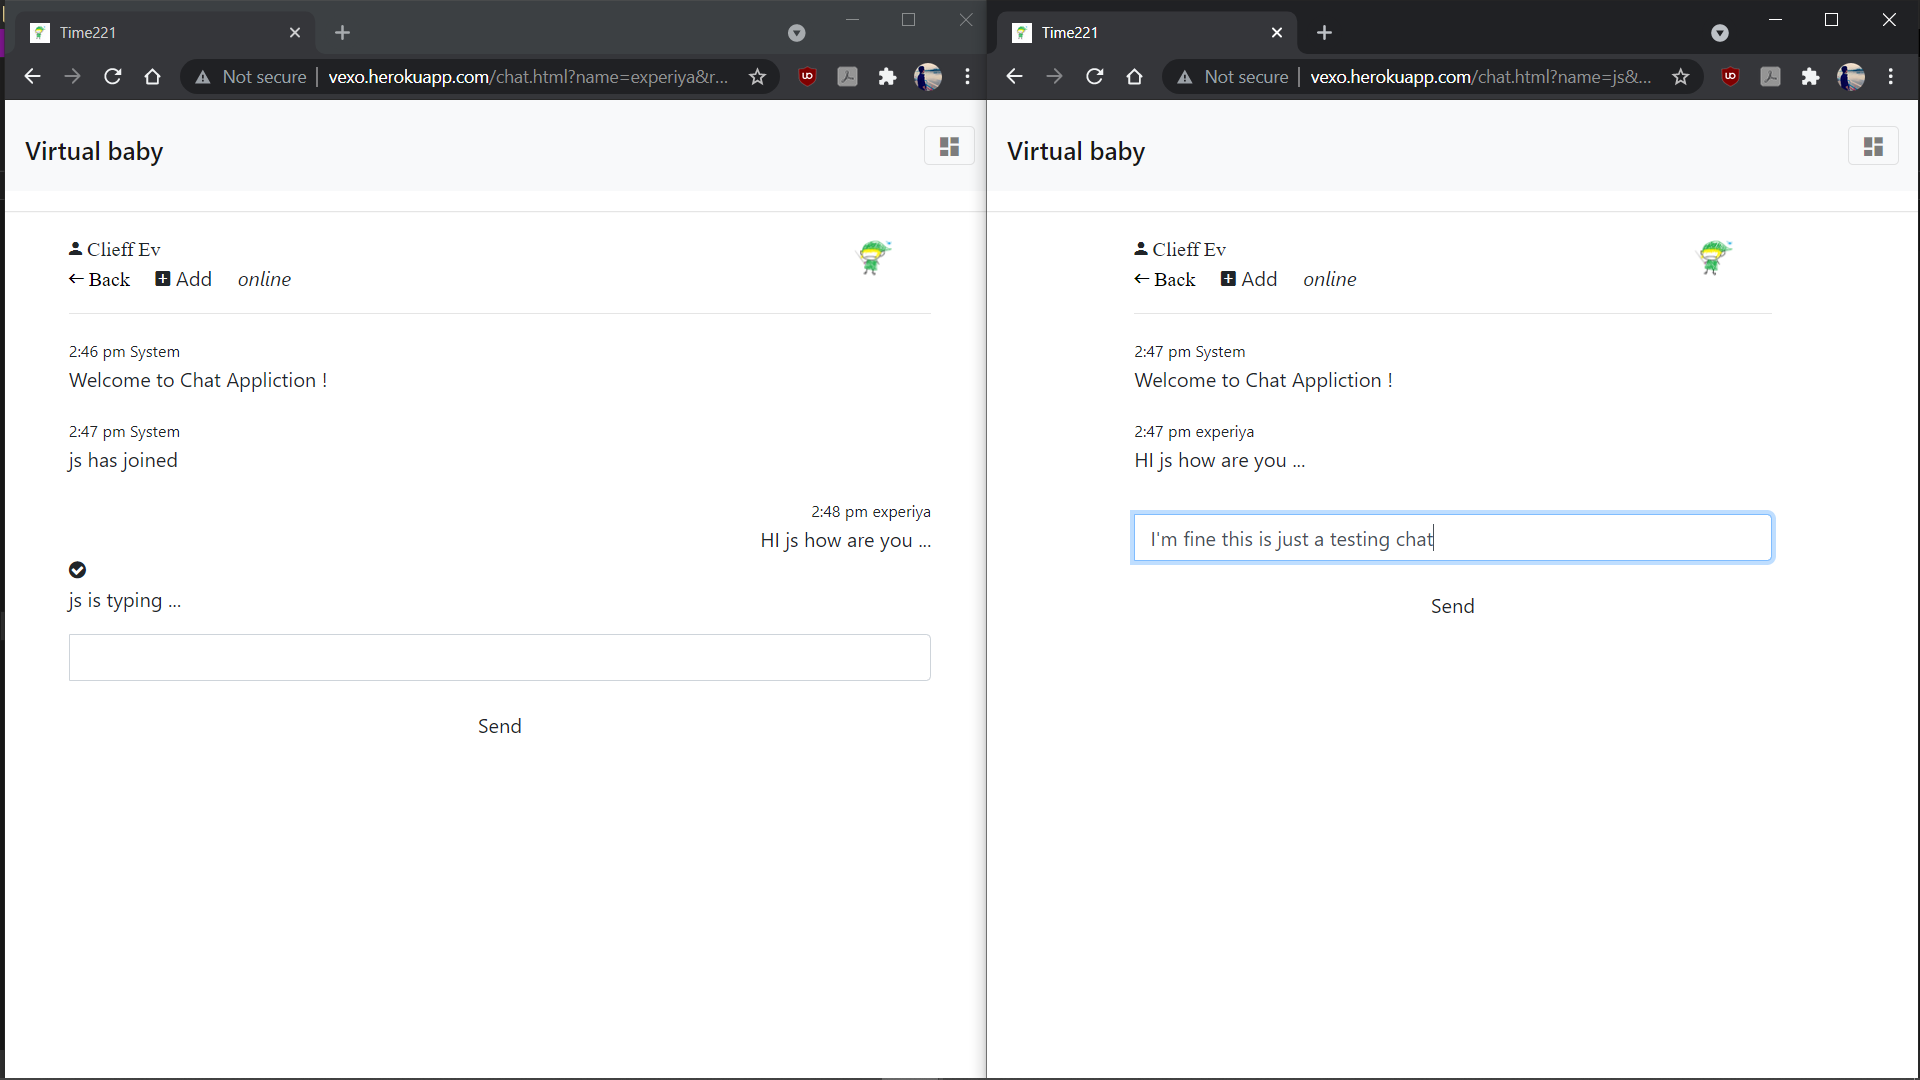 Time221
Not secure | vexo.herokuapp.com/chat.html?name=experiya&r...
Virtual baby
Clieff Ev
Back Add online
2:46 pm System
Welcome to Chat Appliction !
2:47 pm System
js has joined
2:48 pm experiya
HI js how are you ...
js is typing ...
Send
Time221
Not secure | vexo.herokuapp.com/chat.html?name=js&...
Virtual baby
Clieff Ev
Back Add online
2:47 pm System
Welcome to Chat Appliction !
2:47 pm experiya
HI js how are you ...
I'm fine this is just a testing chat
Send